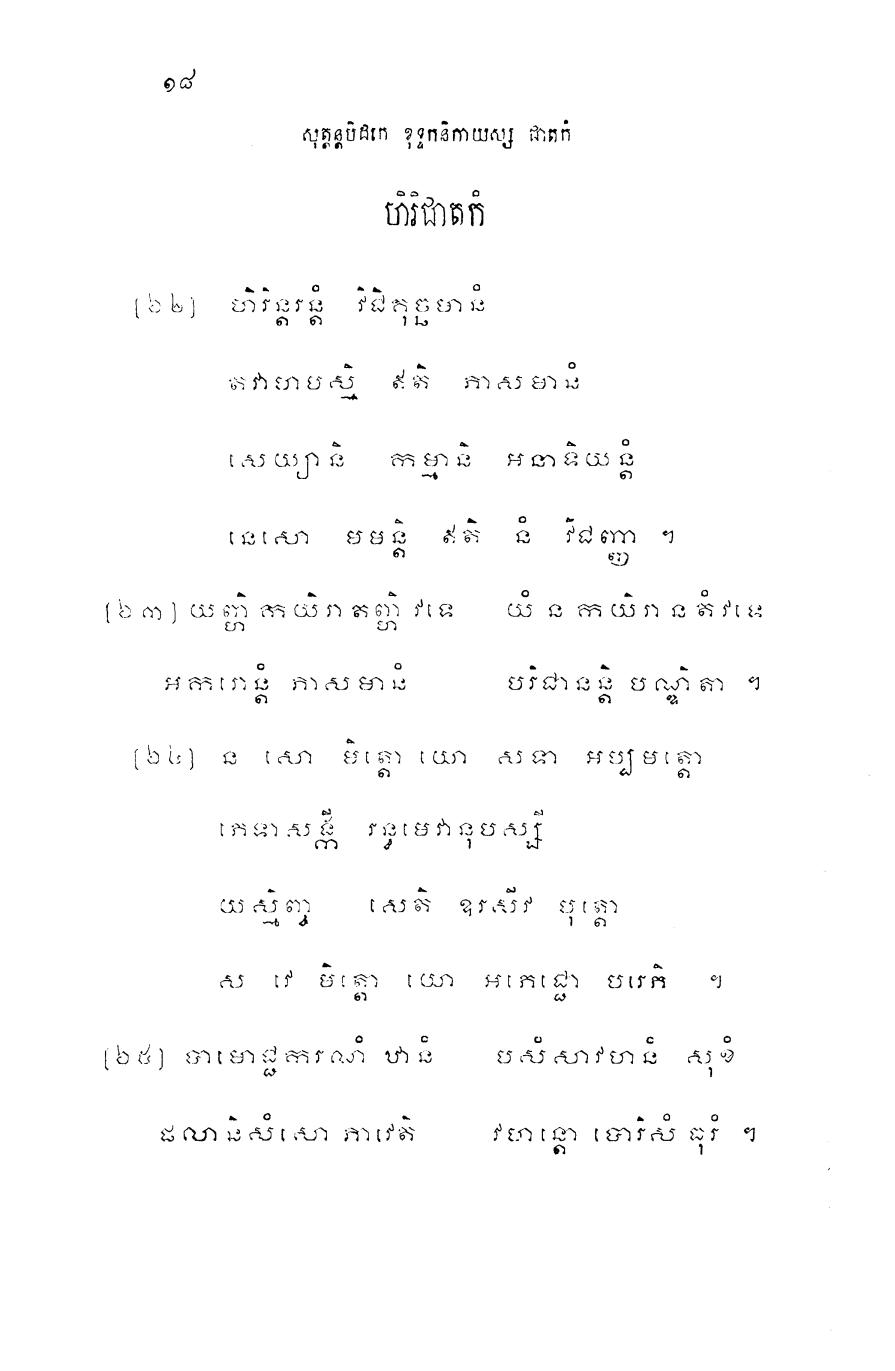 ១៨
សុត្តន្តបិដកេ ខុទ្ទកនិកាយស្ស ជាតកំ
ហិរិជាតកំ
[៦២] ហិរិន្តរន្តំ វិជិគុច្ឆមានំ
តវាហមស្មិ ឥតិ ភាសមានំ
សេយ្យានិ កម្មានិ អនាទិយន្តំ
នេសោ មមន្តិ ឥតិ នំ វិជញ្ញា ។
[៦៣] យញ្ហិ កយិរា តញ្ហិ វទេ យំ ន កយិរា ន តំ វទេ
អករោន្តំ ភាសមានំ បរិជានន្តិ បណ្ឌិតា ។
[៦៤] ន សោ មិត្តោ យោ សទា អប្បមត្តោ
ភេទាសង្កី រន្ធមេវានុបស្សី
យស្មិញ្ច សេតិ ឧរសីវ បុត្តោ
ស វេ មិត្តោ យោ អភេជ្ជោ បរេភិ ។
[៦៥] បាមោជ្ជករណំ ឋានំ បសំសាវហនំ សុខំ
ផលានិសំសោ ភាវេតិ វហន្តោ បោរិសំ ធុរំ ។